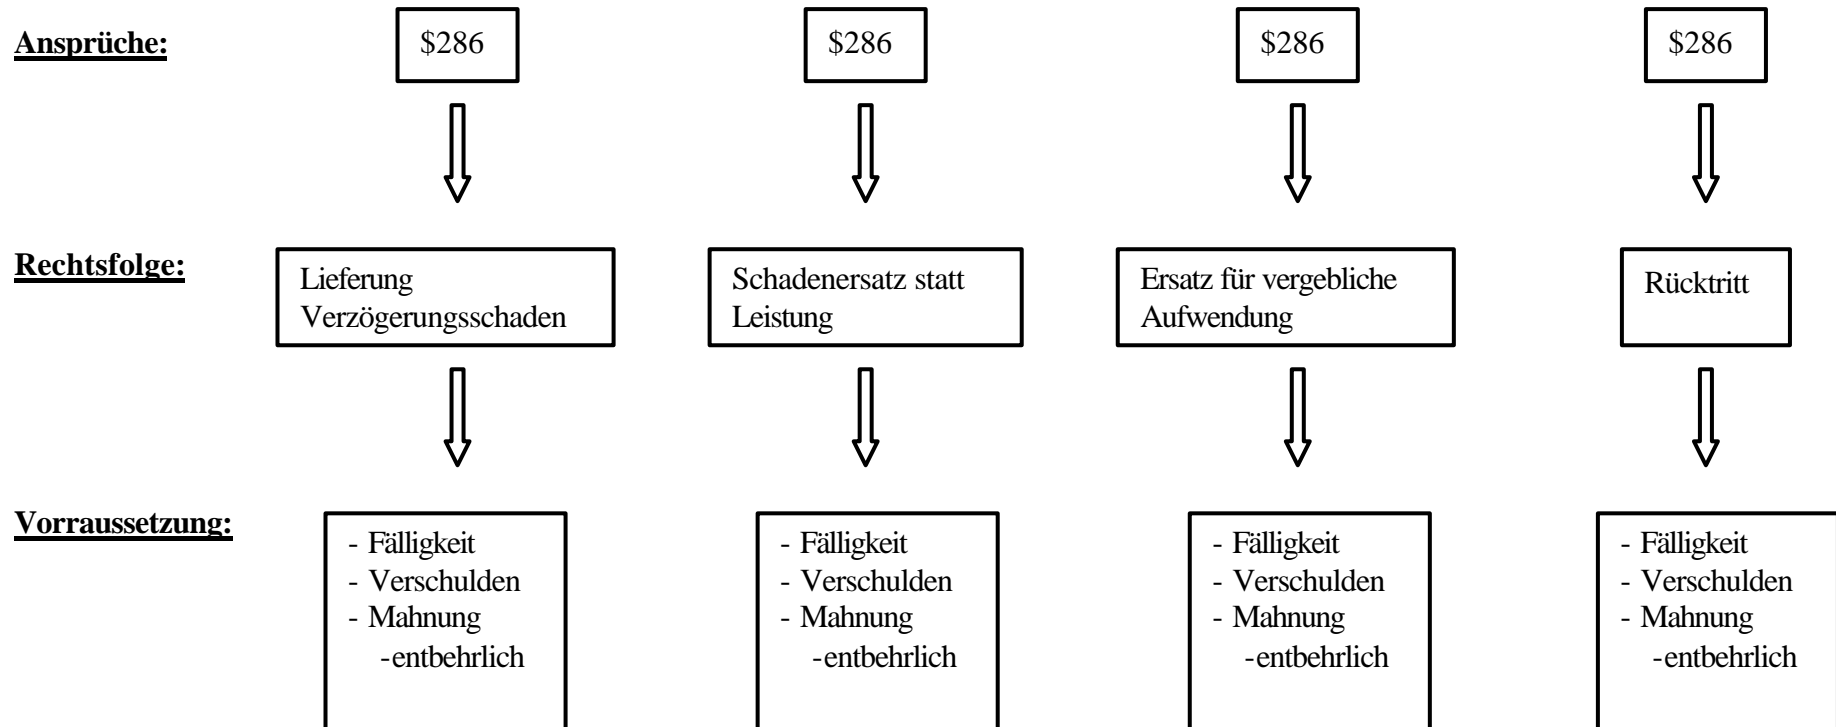 Ansprüche:
$286
$286
$286
$286
Rechtsfolge:
Lieferung
Verzögerungsschaden
Schadenersatz statt
Leistung
Ersatz für vergebliche
Aufwendung
Rücktritt
Vorraussetzung:
- Fälligkeit
- Verschulden
- Mahnung
-entbehrlich
- Fälligkeit
- Verschulden
- Mahnung
-entbehrlich
- Fälligkeit
- Verschulden
- Mahnung
-entbehrlich
- Fälligkeit
- Verschulden
- Mahnung
-entbehrlich